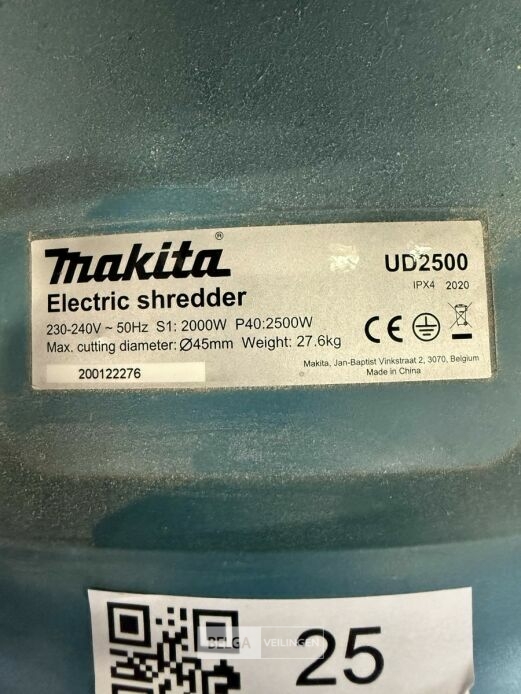 makita®
UD2500
IPX4 2020
Electric shredder
230-240V ~ 50Hz S1: 2000W P40:2500W
Max. cutting diameter: Ø45mm Weight: 27.6kg
CE
200122276
Makita, Jan-Baptist Vinkstraat 2, 3070, Belgium
Made in China
BELGA VEILINGEN
25